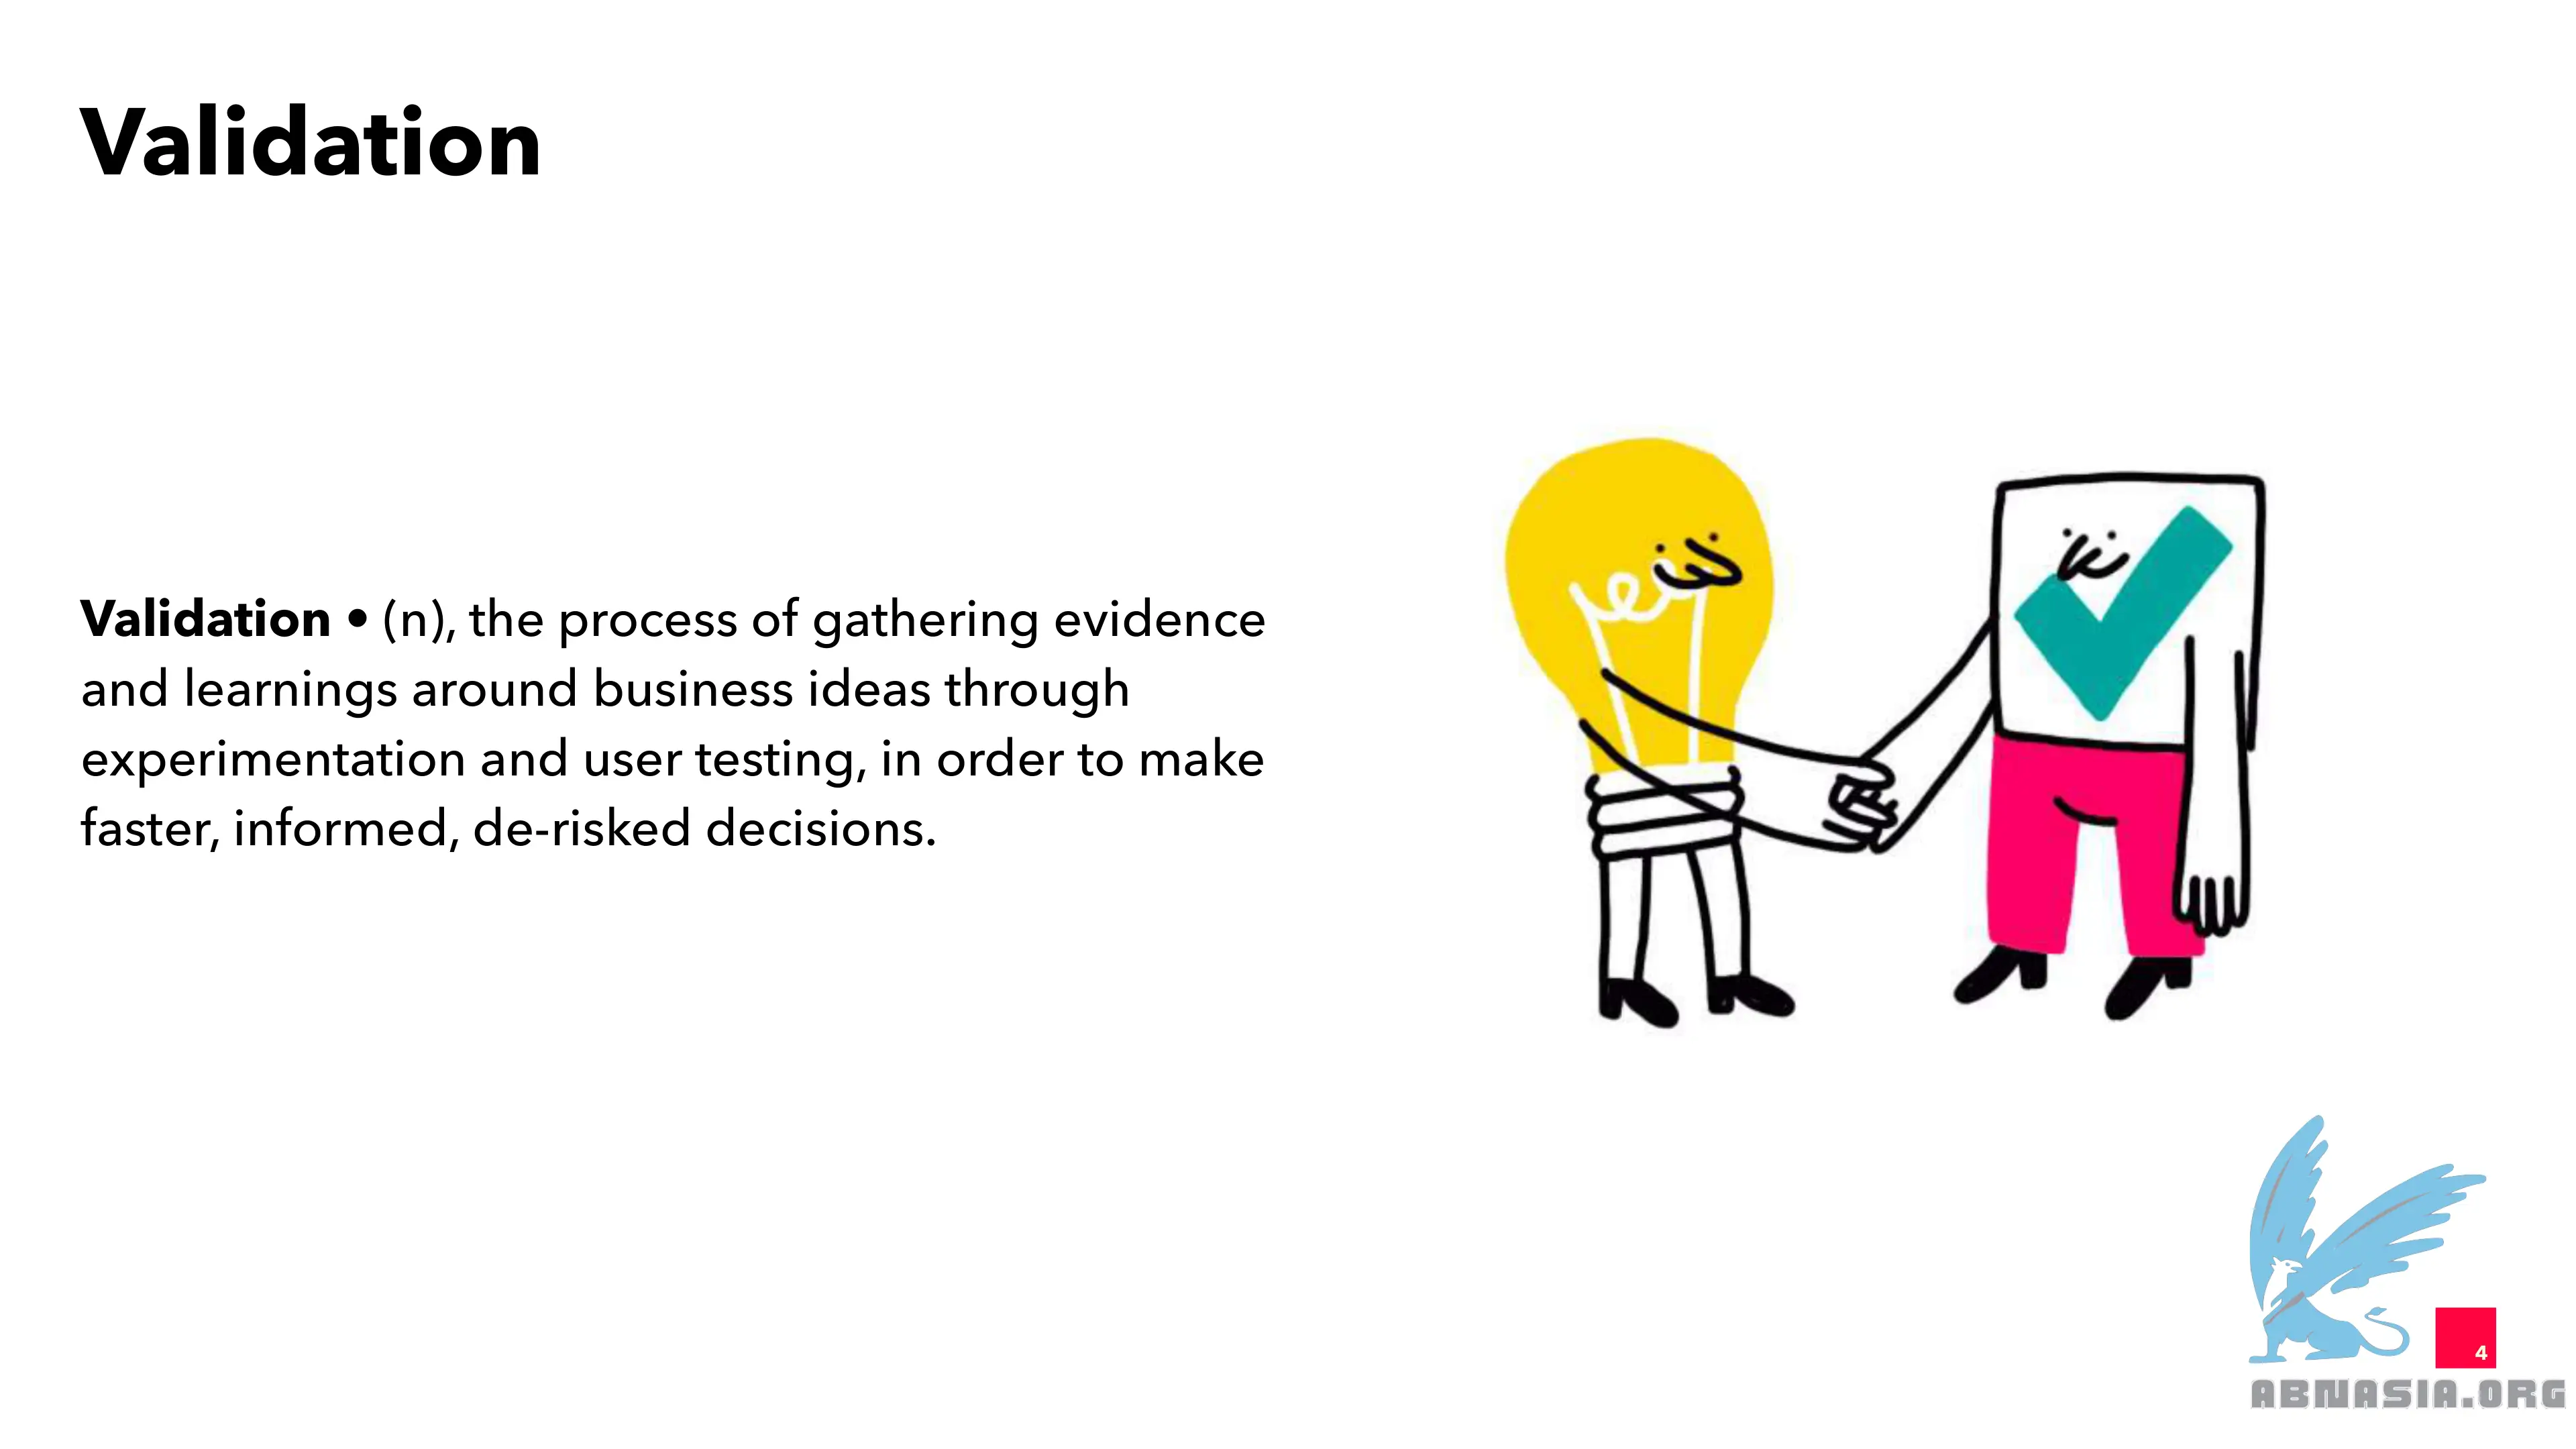 Validation
Validation • (n), the process of gathering evidence
and learnings around business ideas through
experimentation and user testing, in order to make
faster, informed, de-risked decisions.
4
ABNASIA.ORG